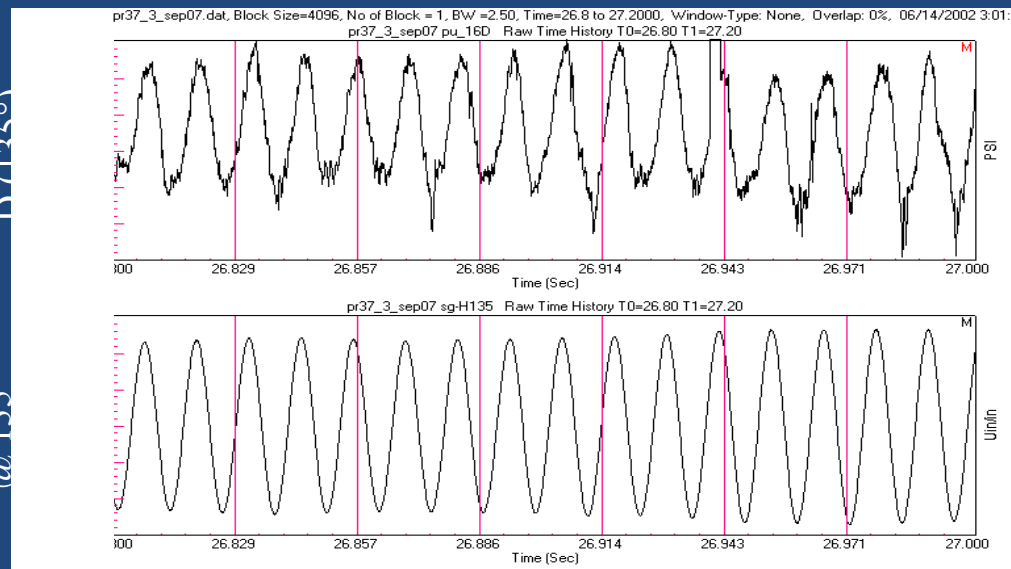 pr37_3_sep07.dat, Block Size=4096, No of Block = 1, BW =2.50, Time=26.8 to 27.2000, Window-Type: None, Overlap: 0%, 06/14/2002 3:01:
pr37_3_sep07 pu_16D Raw Time History T0=26.80 T1=27.20
M
PSI
300 26.829 26.857 26.886 26.914 26.943 26.971 27.000
Time (Sec)
pr37_3_sep07 sg-H135 Raw Time History T0=26.80 T1=27.20
M
Uin/in
300 26.829 26.857 26.886 26.914 26.943 26.971 27.000
Time (Sec)